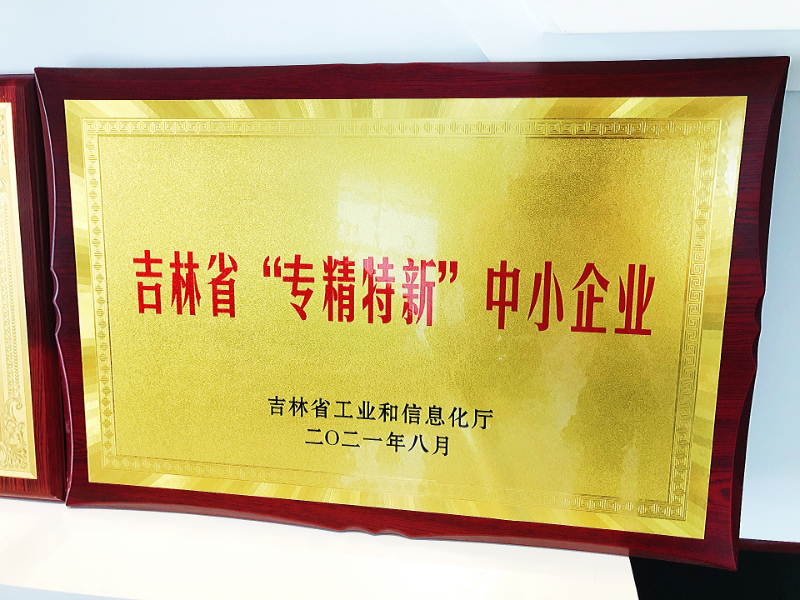 吉林省“专精特新”中小企业
吉林省工业和信息化厅
二〇二一年八月